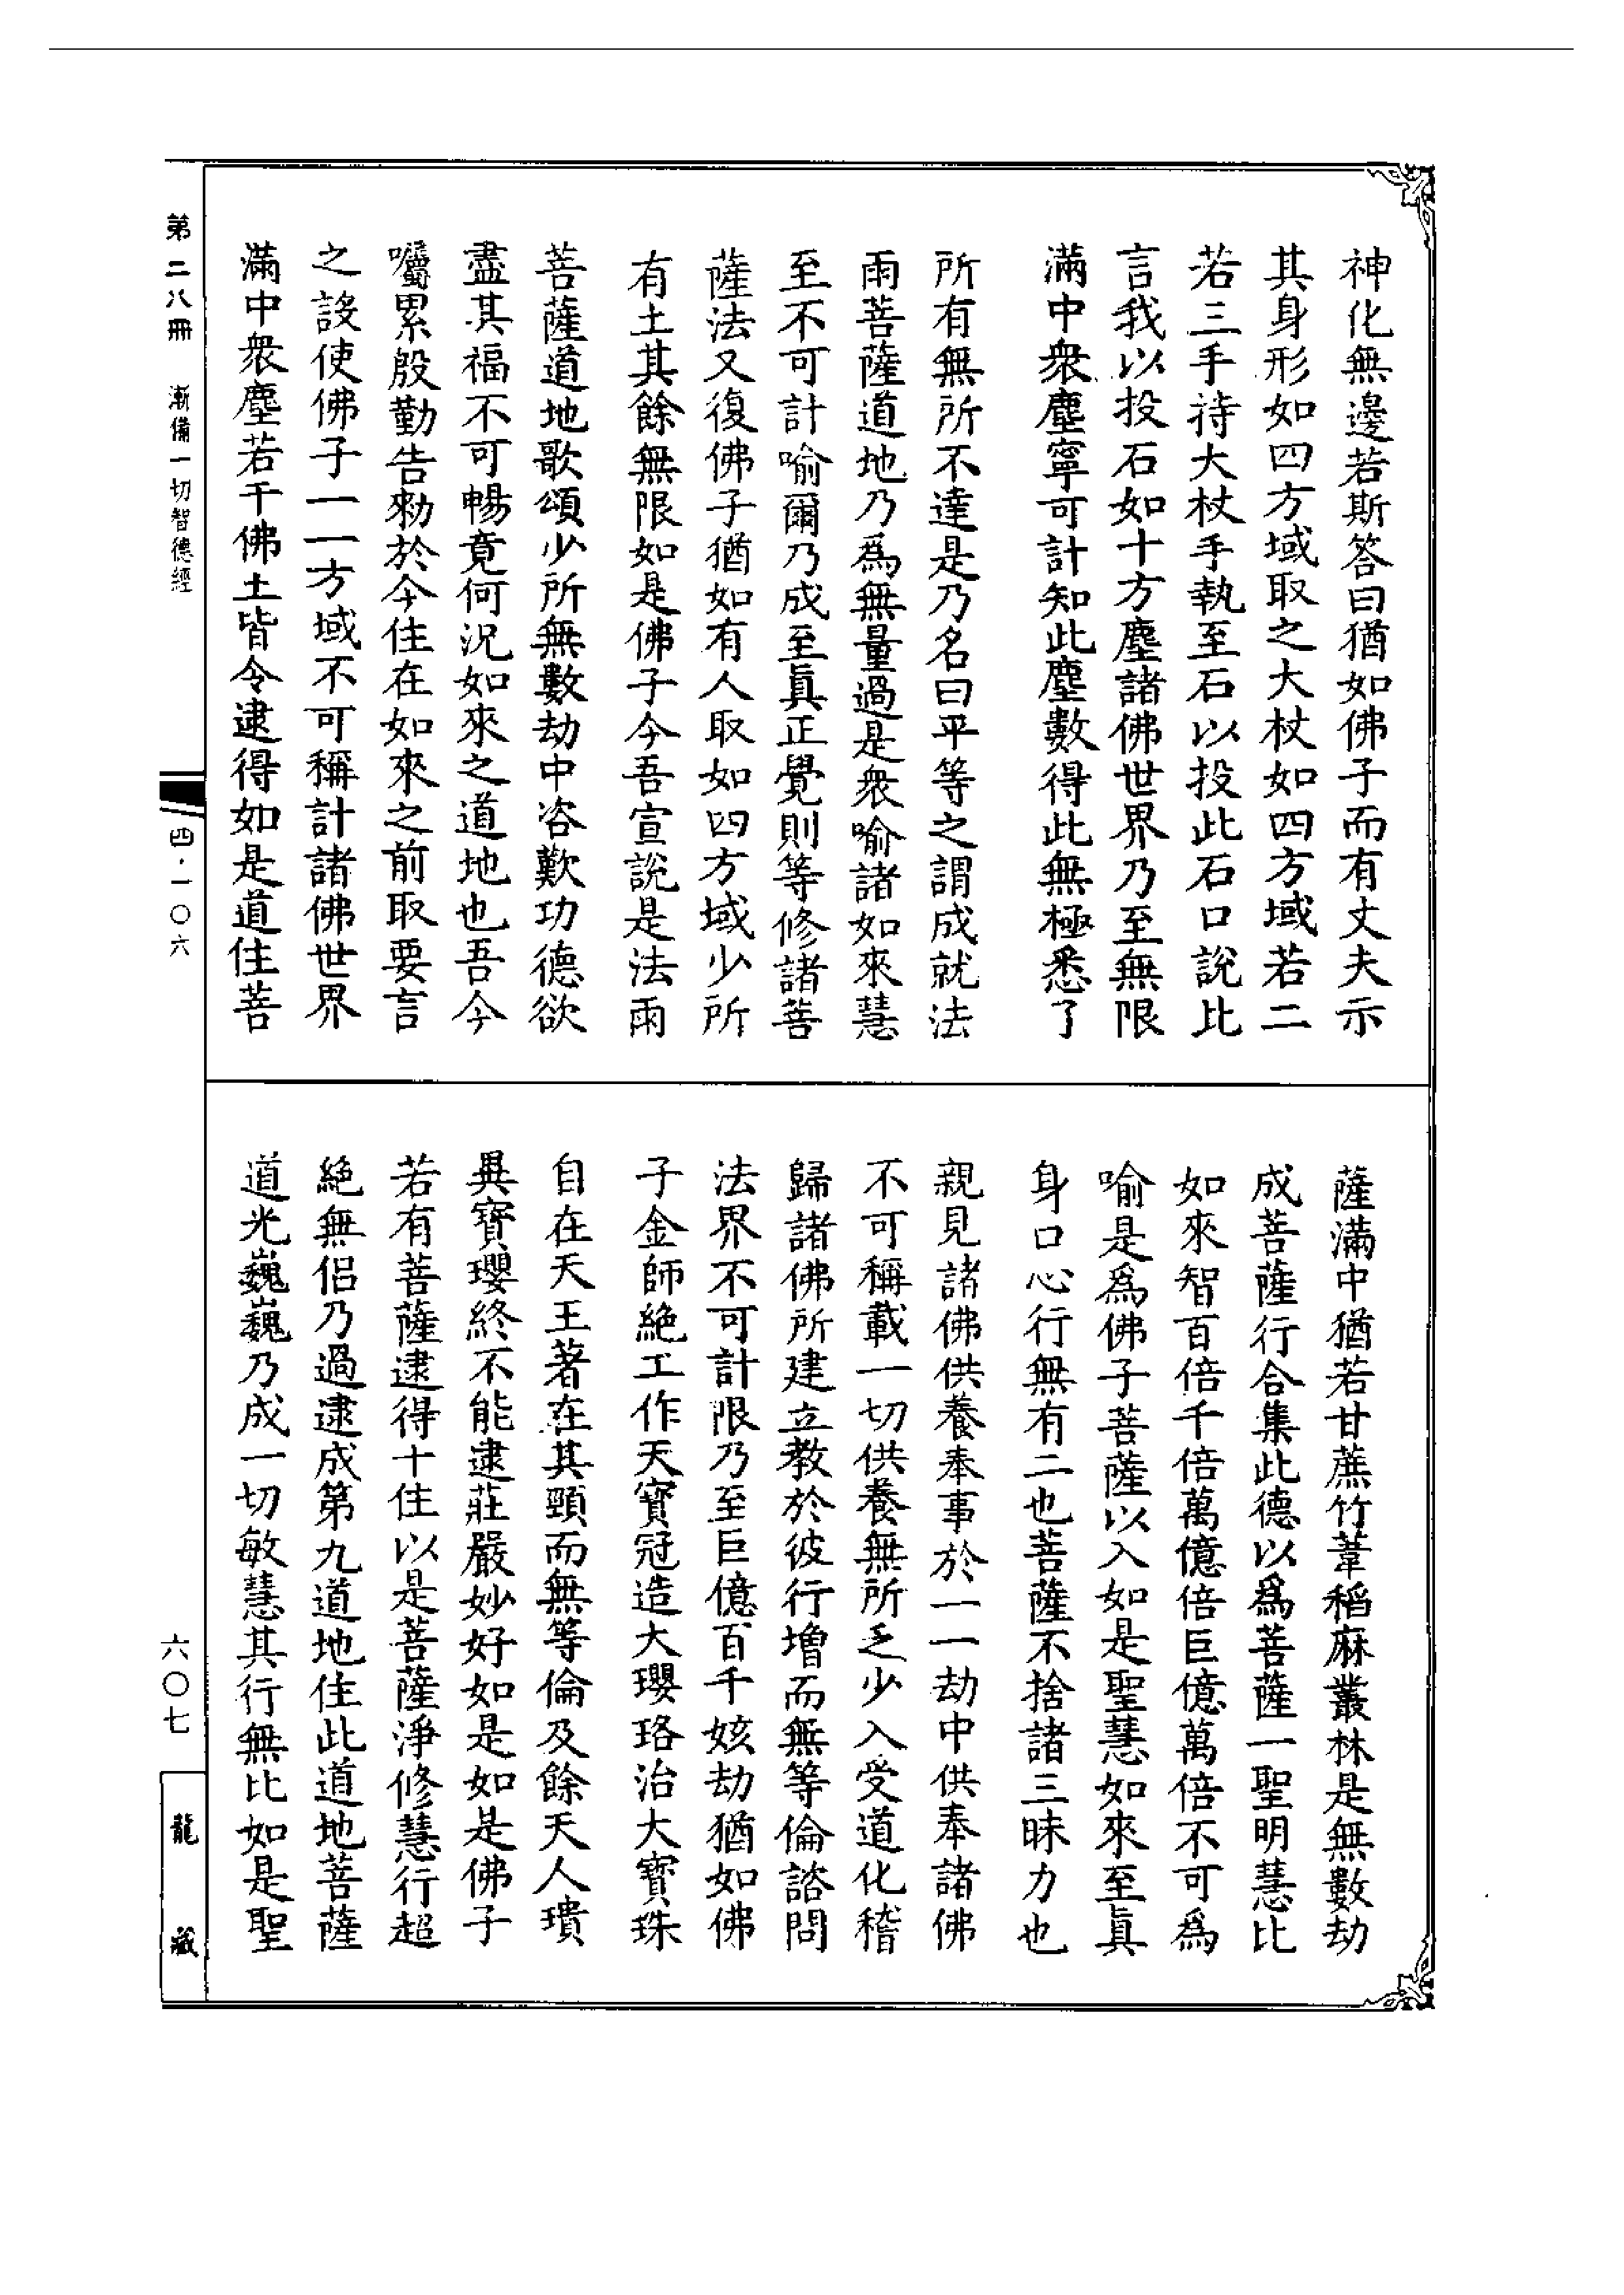 神化無邊若斯答曰猶如佛子而有丈夫示
其身形如四方域取之大杖如四方域若二
若三手持大杖手執至石以投此石口說比
言我以投石如十方塵諸佛世界乃至無限
滿中衆塵寧可計知此塵數得此無極悉了
所有無所不達是乃名曰平等之謂成就法
雨菩薩道地乃爲無量過是衆喻諸如來慧
至不可計喻爾乃成至眞正覺則等修諸菩
薩法又復佛子猶如有人取如四方域少所
有土其餘無限如是佛子今吾宣說是法雨
菩薩道地歌頌少所無數劫中咨歎功德欲
盡其福不可暢竟何況如來之道地也吾今
囑累殷勤告勑於今住在如來之前取要言
之設使佛子一一方域不可稱計諸佛世界
滿中衆塵若干佛土皆令逮得如是道住菩
薩滿中猶若甘蔗竹葦稻麻叢林是無數劫
成菩薩行合集此德以爲菩薩一聖明慧比
如來智百倍千倍萬億倍巨億萬倍不可爲
喻是爲佛子菩薩以入如是聖慧如來至眞
身口心行無有二也菩薩不捨諸三昧力也
親見諸佛供養奉事於一一劫中供奉諸佛
不可稱載一切供養無所乏少入受道化稽
歸諸佛所建立教於彼行增而無等倫諮問
法界不可計限乃至巨億百千姟劫猶如佛
子金師絶工作天寶冠造大瓔珞治大寶珠
自在天王著在其頸而無等倫及餘天人璝
異寶瓔終不能逮莊嚴妙好如是如是佛子
若有菩薩逮得十住以是菩薩淨修慧行超
絶無侶乃過逮成第九道地住此道地菩薩
道光巍巍乃成一切敏慧其行無比如是聖
第二八冊　漸備一切智德經
四·一〇六
六〇七
龍藏